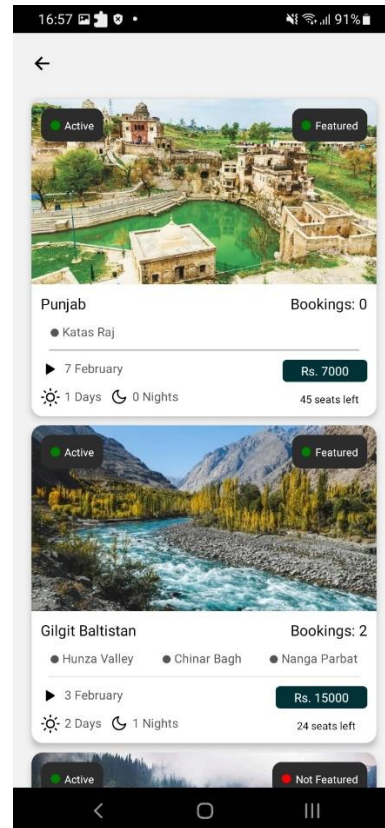 16:57
91%
Active
Featured
Punjab
Bookings: 0
Katas Raj
7 February
Rs. 7000
1 Days
0 Nights
45 seats left
Active
Featured
Gilgit Baltistan
Bookings: 2
Hunza Valley
Chinar Bagh
Nanga Parbat
3 February
Rs. 15000
2 Days
1 Nights
24 seats left
Active
Not Featured